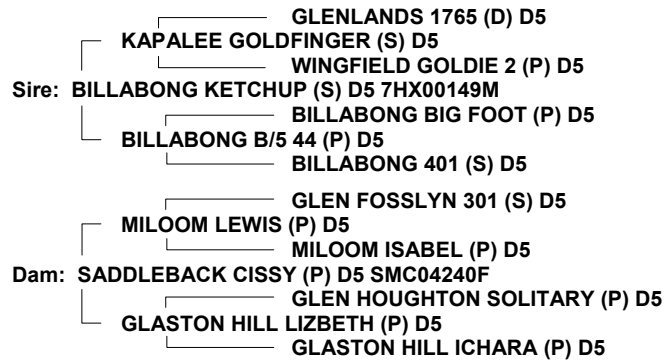 GLENLANDS 1765 (D) D5
KAPALEE GOLDFINGER (S) D5
WINGFIELD GOLDIE 2 (P) D5
Sire: BILLABONG KETCHUP (S) D5 7HX00149M
BILLABONG BIG FOOT (P) D5
BILLABONG B/5 44 (P) D5
BILLABONG 401 (S) D5
GLEN FOSSLYN 301 (S) D5
MILOOM LEWIS (P) D5
MILOOM ISABEL (P) D5
Dam: SADDLEBACK CISSY (P) D5 SMC04240F
GLEN HOUGHTON SOLITARY (P) D5
GLASTON HILL LIZBETH (P) D5
GLASTON HILL ICHARA (P) D5